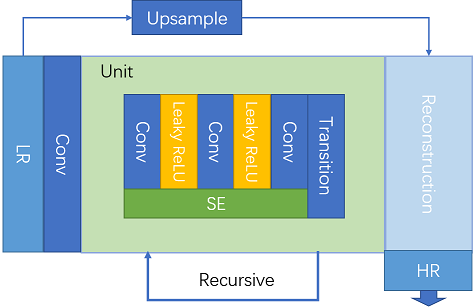 Upsample
Unit
LR
Conv
Conv
Leaky ReLU
Conv
Leaky ReLU
Conv
Transition
SE
Reconstruction
HR
Recursive